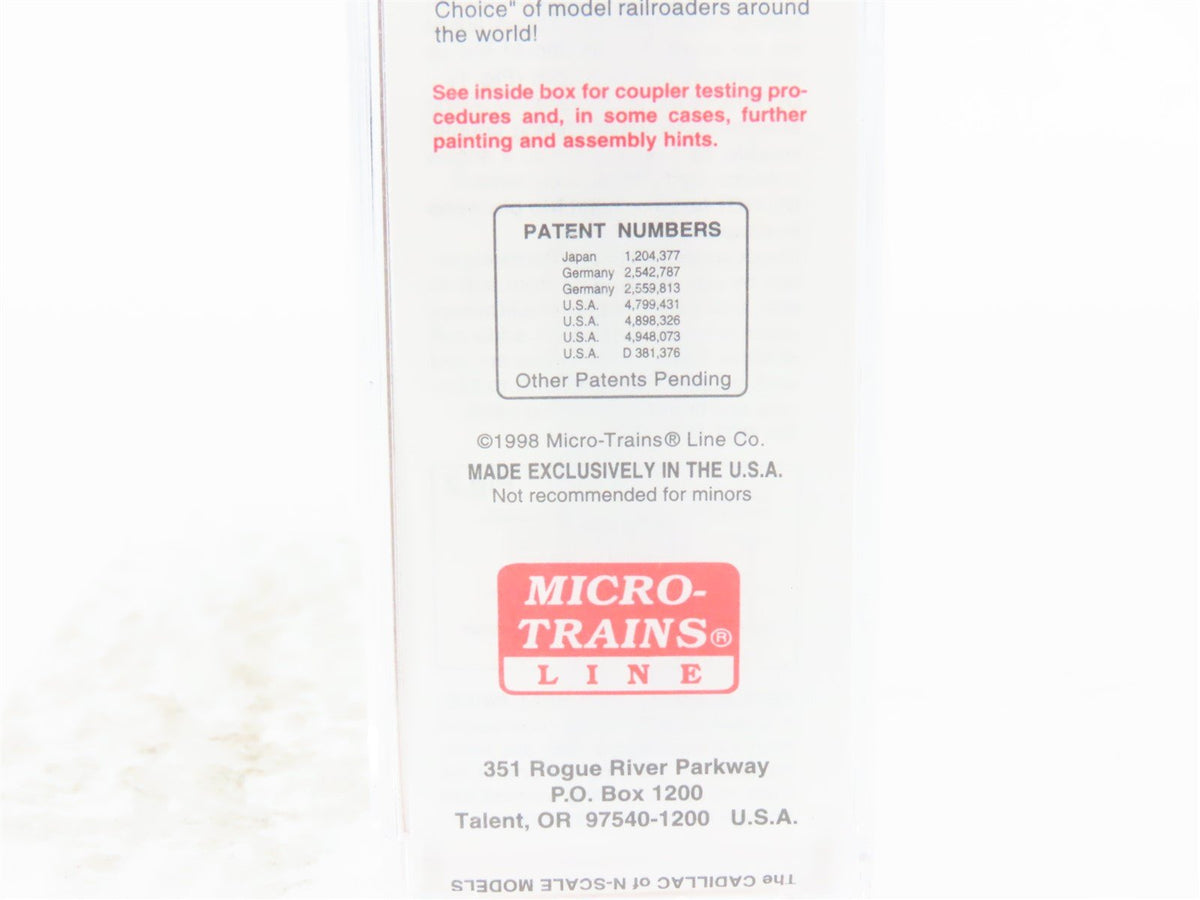 Choice" of model railroaders around
the world!
See inside box for coupler testing pro-
cedures and, in some cases, further
painting and assembly hints.
PATENT NUMBERS
Japan 1,204,377
Germany 2,542,787
Germany 2,559,813
U.S.A. 4,799,431
U.S.A. 4,898,326
U.S.A. 4,948,073
U.S.A. D 381,376
Other Patents Pending
©1998 Micro-Trains® Line Co.
MADE EXCLUSIVELY IN THE U.S.A.
Not recommended for minors
MICRO-
TRAINS®
LINE
351 Rogue River Parkway
P.O. Box 1200
Talent, OR 97540-1200 U.S.A.
The CADILLAC of N-SCALE MODELS